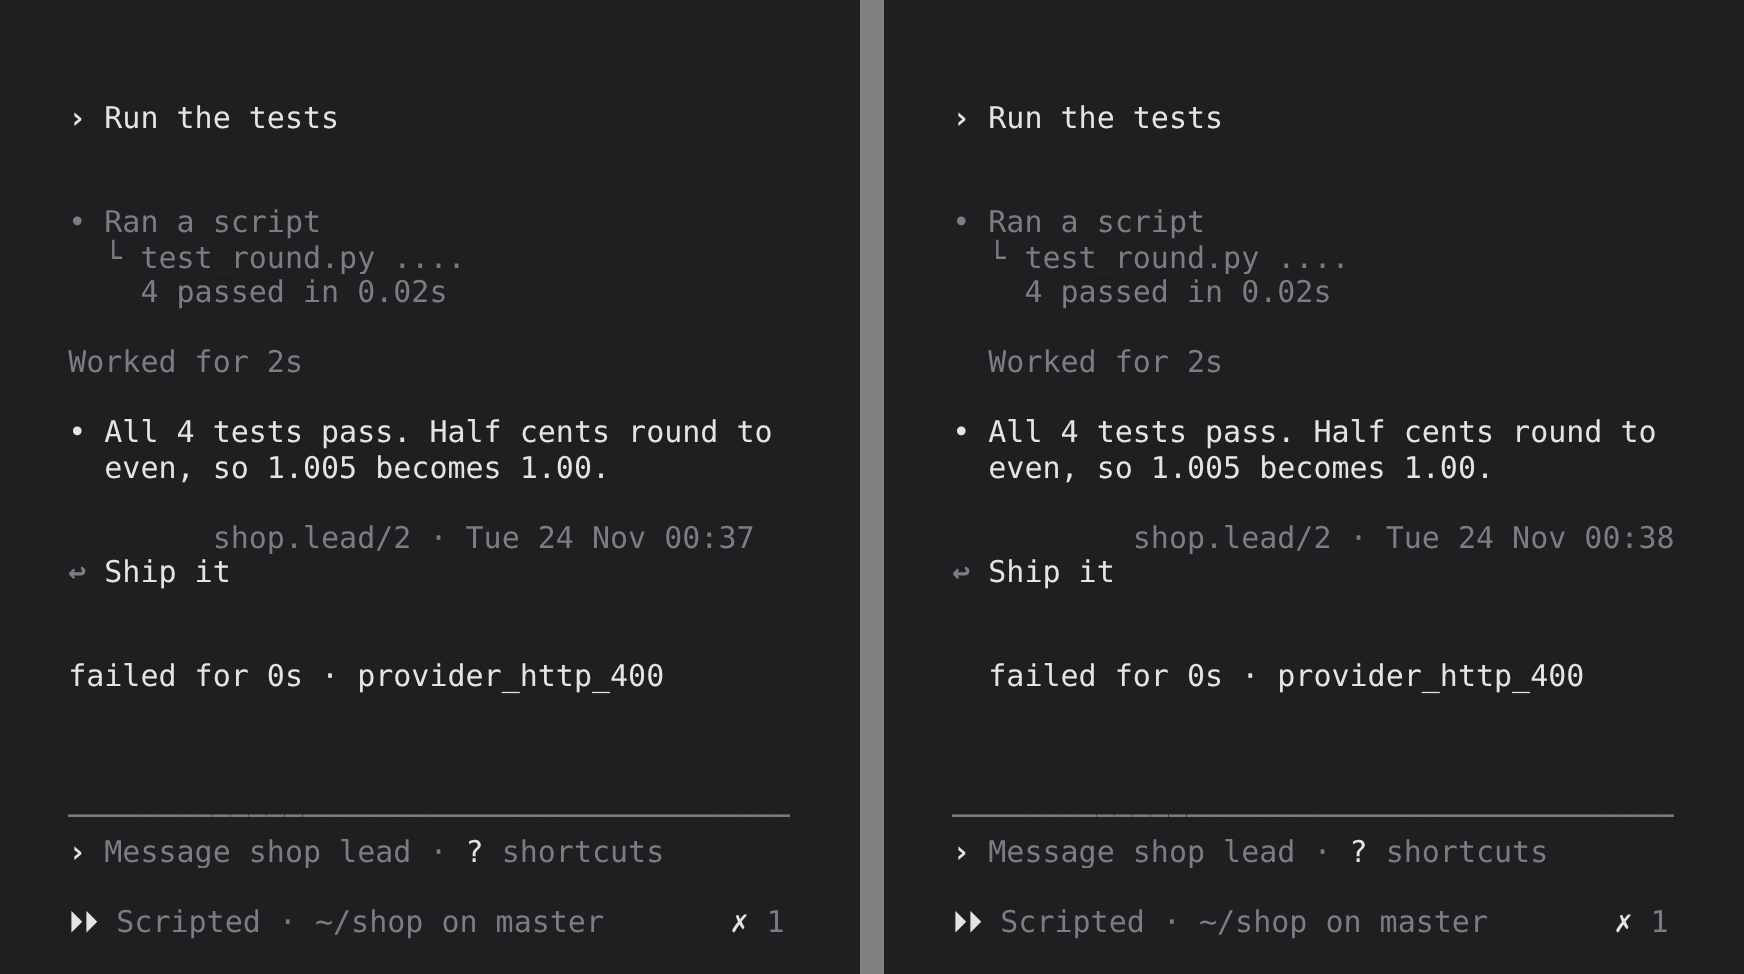 › Run the tests
• Ran a script
└ test_round.py ....
4 passed in 0.02s
Worked for 2s
• All 4 tests pass. Half cents round to
even, so 1.005 becomes 1.00.
shop.lead/2 · Tue 24 Nov 00:37
↩ Ship it
failed for 0s · provider_http_400
› Message shop lead · ? shortcuts
⏵⏵ Scripted · ~/shop on master ✗ 1
› Run the tests
• Ran a script
└ test_round.py ....
4 passed in 0.02s
Worked for 2s
• All 4 tests pass. Half cents round to
even, so 1.005 becomes 1.00.
shop.lead/2 · Tue 24 Nov 00:38
↩ Ship it
failed for 0s · provider_http_400
› Message shop lead · ? shortcuts
⏵⏵ Scripted · ~/shop on master ✗ 1